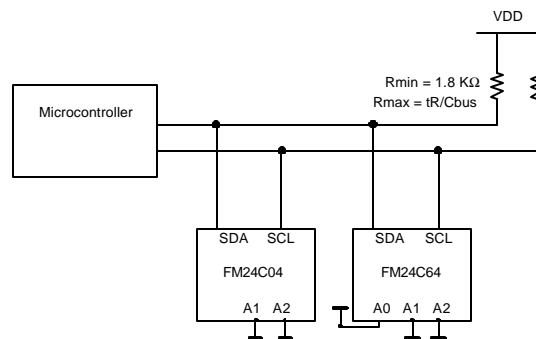 VDD
Rmin = 1.8 KΩ
Rmax = tR/Cbus
Microcontroller
SDA SCL
FM24C04
A1 A2
SDA SCL
FM24C64
A0 A1 A2